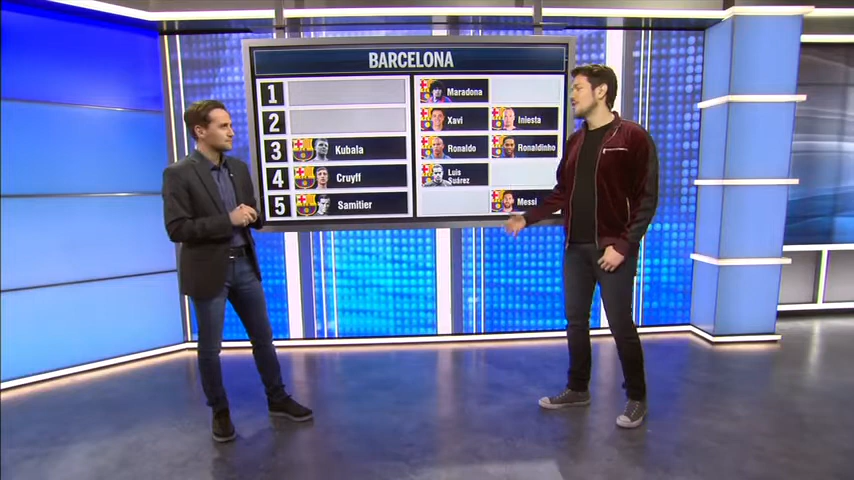 BARCELONA
1
2
3 Kubala
4 Cruyff
5 Samitier
Maradona
Xavi
Iniesta
Ronaldo
Ronaldinho
Luis
Suárez
Messi